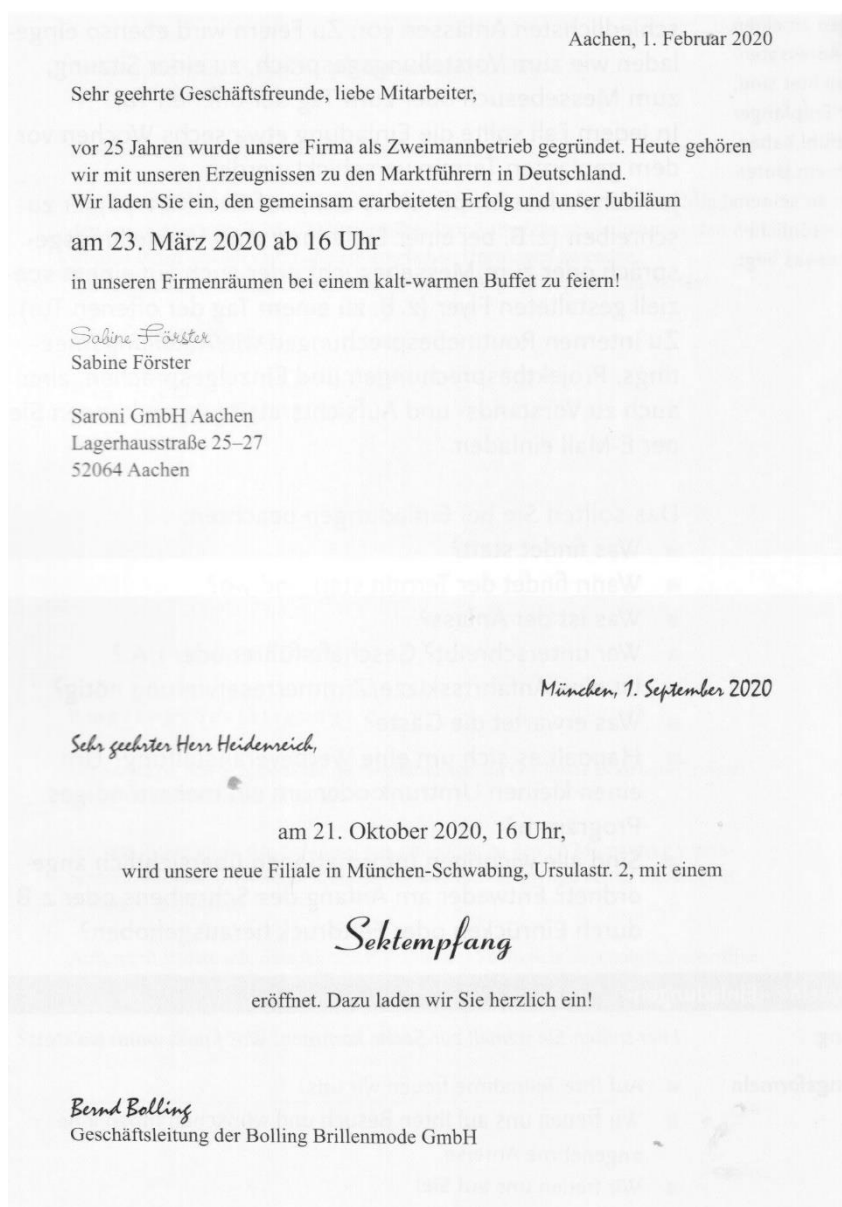 Aachen, 1. Februar 2020
Sehr geehrte Geschäftsfreunde, liebe Mitarbeiter,
vor 25 Jahren wurde unsere Firma als Zweimannbetrieb gegründet. Heute gehören
wir mit unseren Erzeugnissen zu den Marktführern in Deutschland.
Wir laden Sie ein, den gemeinsam erarbeiteten Erfolg und unser Jubiläum
am 23. März 2020 ab 16 Uhr
in unseren Firmenräumen bei einem kalt-warmen Buffet zu feiern!
Sabine Förster
Sabine Förster
Saroni GmbH Aachen
Lagerhausstraße 25–27
52064 Aachen
München, 1. September 2020
Sehr geehrter Herr Heidenreich,
am 21. Oktober 2020, 16 Uhr,
wird unsere neue Filiale in München-Schwabing, Ursulastr. 2, mit einem
Sektempfang
eröffnet. Dazu laden wir Sie herzlich ein!
Bernd Bolling
Geschäftsleitung der Bolling Brillenmode GmbH